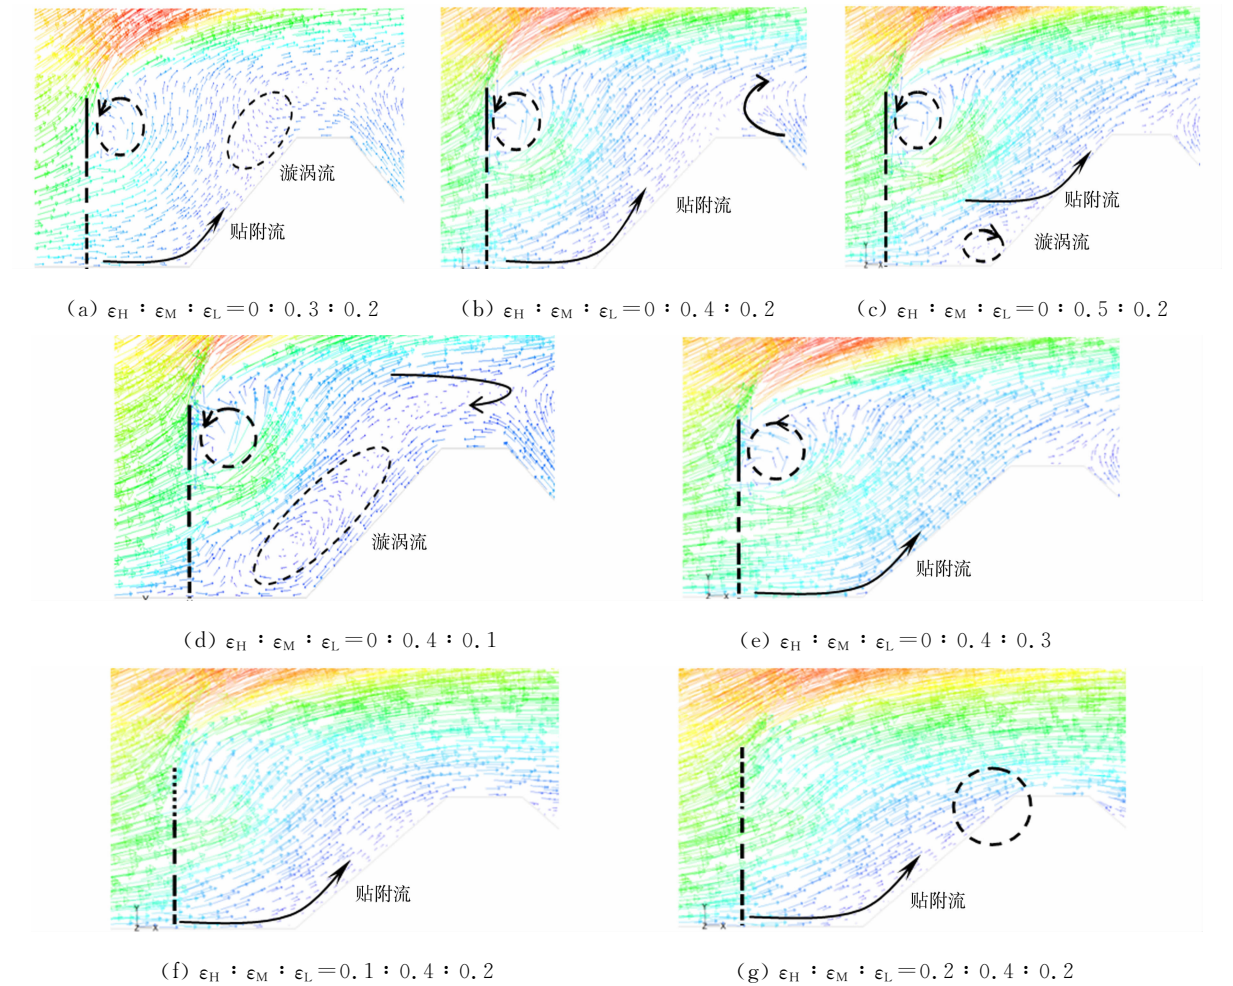 漩涡流
贴附流
(a) εH：εM：εL＝0：0.3：0.2
贴附流
(b) εH：εM：εL＝0：0.4：0.2
贴附流
漩涡流
(c) εH：εM：εL＝0：0.5：0.2
漩涡流
(d) εH：εM：εL＝0：0.4：0.1
贴附流
(e) εH：εM：εL＝0：0.4：0.3
贴附流
(f) εH：εM：εL＝0.1：0.4：0.2
贴附流
(g) εH：εM：εL＝0.2：0.4：0.2